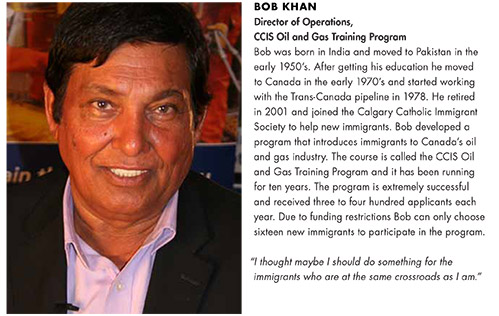 BOB KHAN
Director of Operations,
CCIS Oil and Gas Training Program
Bob was born in India and moved to Pakistan in the
early 1950's. After getting his education he moved
to Canada in the early 1970's and started working
with the Trans-Canada pipeline in 1978. He retired
in 2001 and joined the Calgary Catholic Immigrant
Society to help new immigrants. Bob developed a
program that introduces immigrants to Canada's oil
and gas industry. The course is called the CCIS Oil
and Gas Training Program and it has been running
for ten years. The program is extremely successful
and received three to four hundred applicants each
year. Due to funding restrictions Bob can only choose
sixteen new immigrants to participate in the program.
"I thought maybe I should do something for the
immigrants who are at the same crossroads as I am."